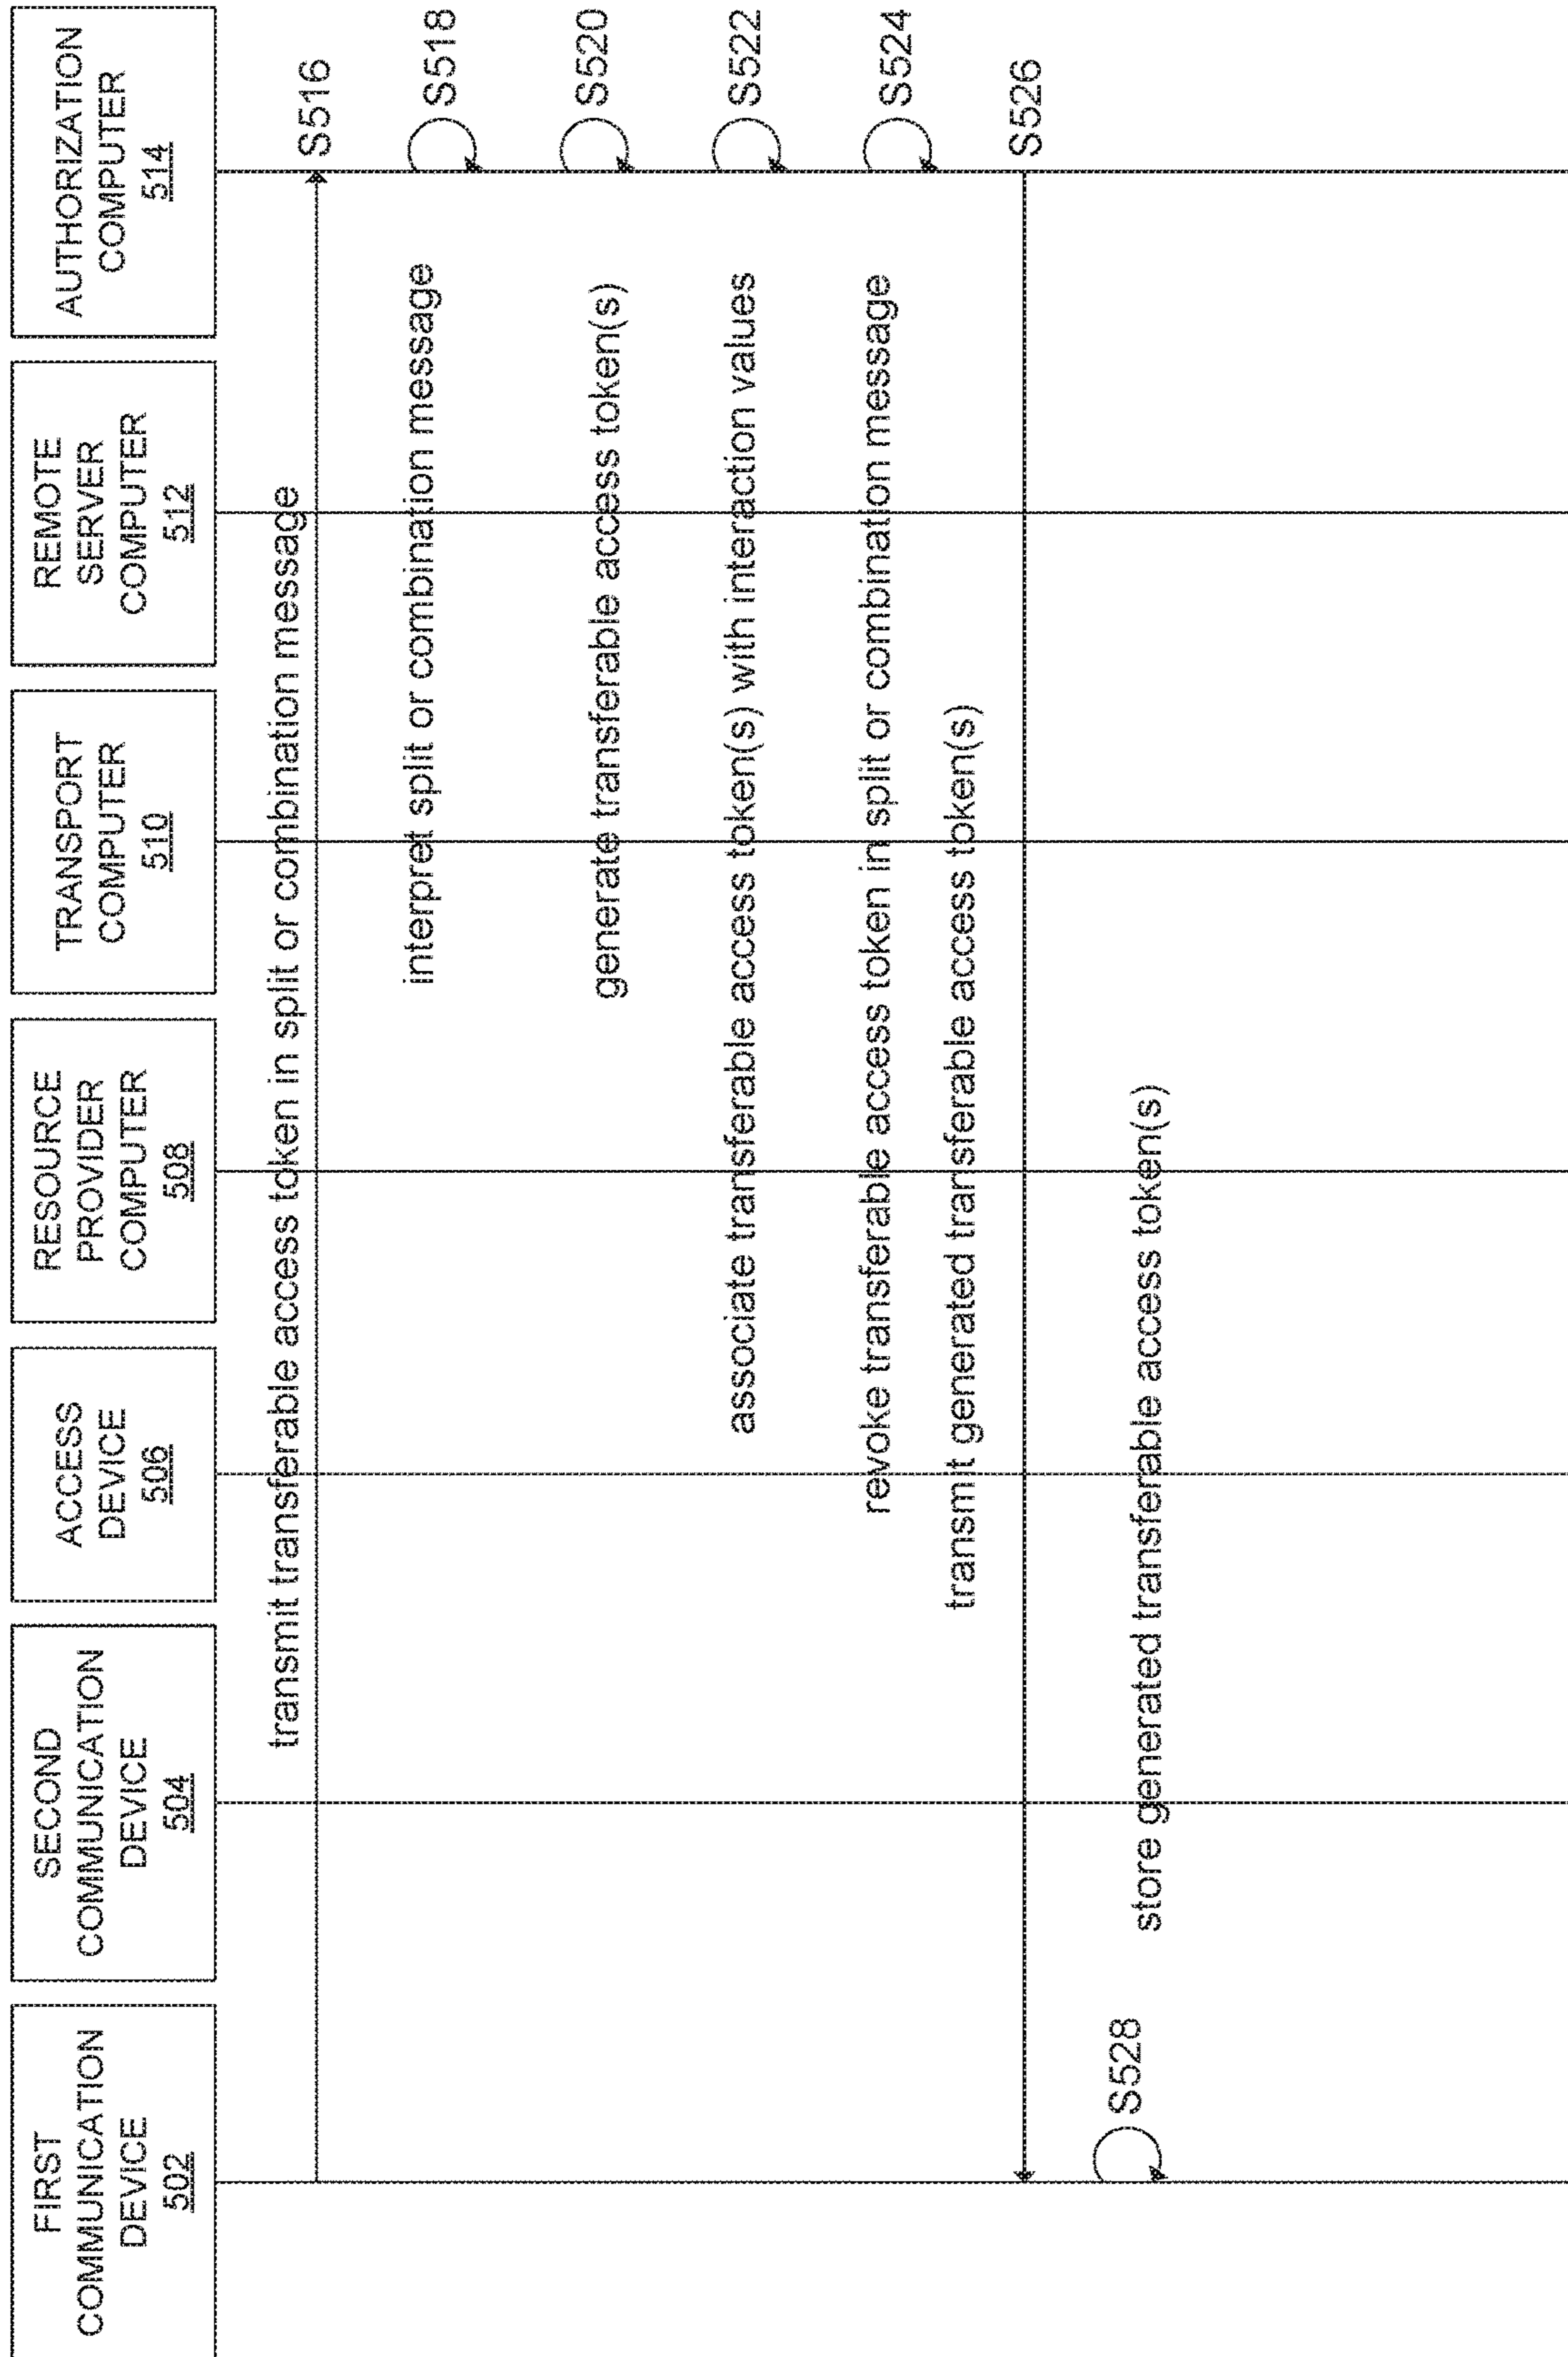 FIRST
COMMUNICATION
DEVICE
502
SECOND
COMMUNICATION
DEVICE
504
ACCESS
DEVICE
506
RESOURCE
PROVIDER
COMPUTER
508
TRANSPORT
COMPUTER
510
REMOTE
SERVER
COMPUTER
512
AUTHORIZATION
COMPUTER
514
transmit transferable access token in split or combination message
S516
interpret split or combination message
S518
generate transferable access token(s)
S520
associate transferable access token(s) with interaction values
S522
revoke transferable access token in split or combination message
S524
transmit generated transferable access token(s)
S526
S528
store generated transferable access token(s)